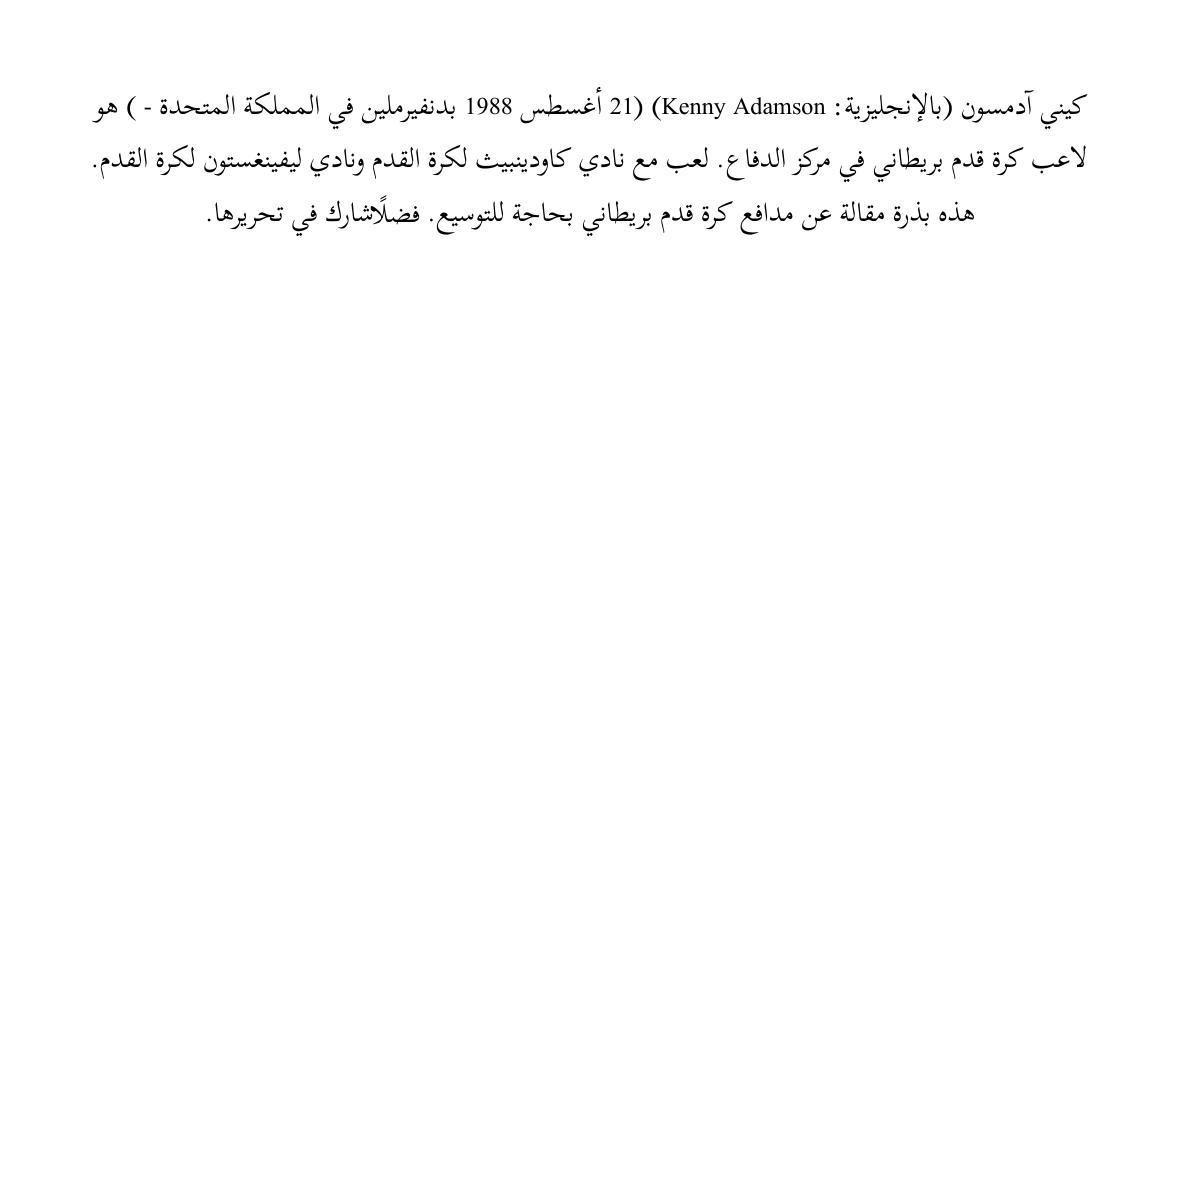 كيني آدمسون (بالإنجليزية: Kenny Adamson) (21 أغسطس 1988 بدنفيرملين في المملكة المتحدة - ) هو
لاعب كرة قدم بريطاني في مركز الدفاع. لعب مع نادي كاودينبيث لكرة القدم ونادي ليفينغستون لكرة القدم.
هذه بذرة مقالة عن مدافع كرة قدم بريطاني بحاجة للتوسيع. فضلًاشارك في تحريرها.